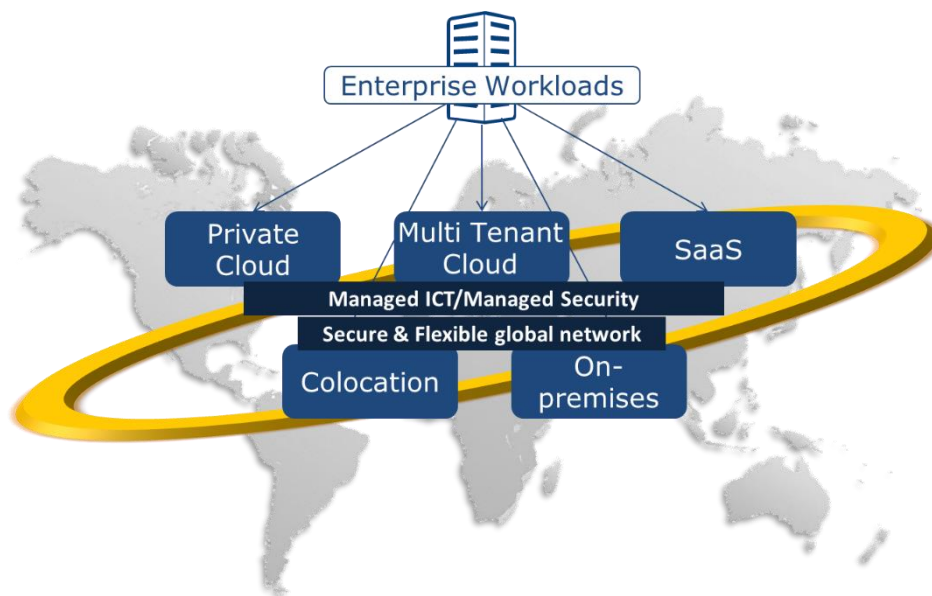 Enterprise Workloads
Private
Cloud
Multi Tenant
Cloud
SaaS
Managed ICT/Managed Security
Secure & Flexible global network
Colocation
On-
premises